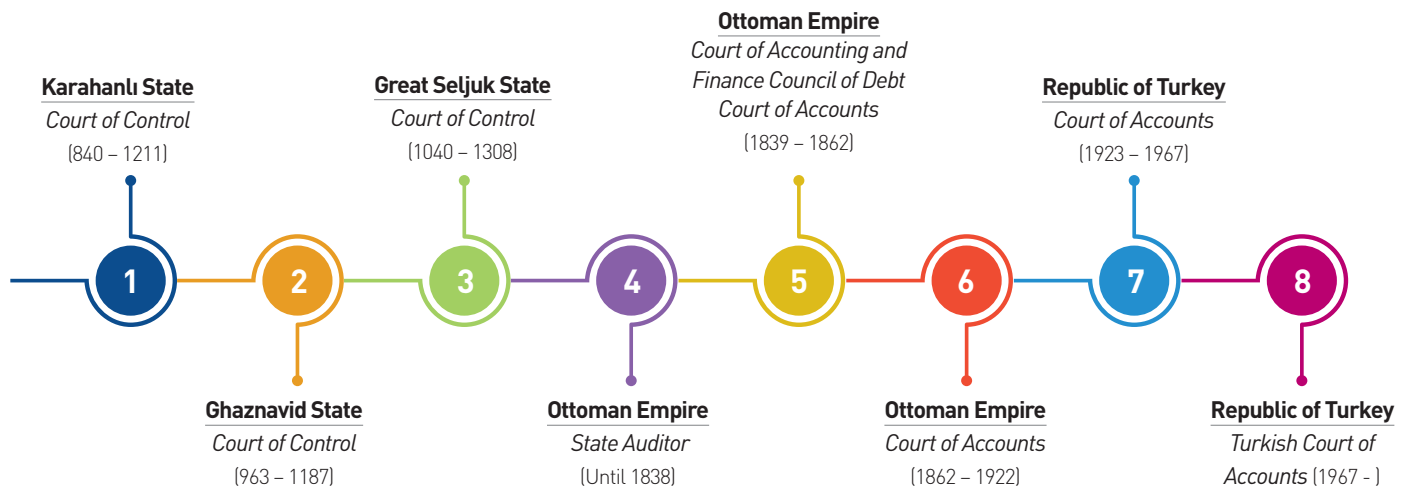 Karahanlı State
Court of Control
(840 – 1211)
1
Ghaznavid State
Court of Control
(963 – 1187)
2
Great Seljuk State
Court of Control
(1040 – 1308)
3
Ottoman Empire
State Auditor
(Until 1838)
4
Ottoman Empire
Court of Accounting and
Finance Council of Debt
Court of Accounts
(1839 – 1862)
5
Ottoman Empire
Court of Accounts
(1862 – 1922)
6
Republic of Turkey
Court of Accounts
(1923 – 1967)
7
Republic of Turkey
Turkish Court of
Accounts (1967 - )
8